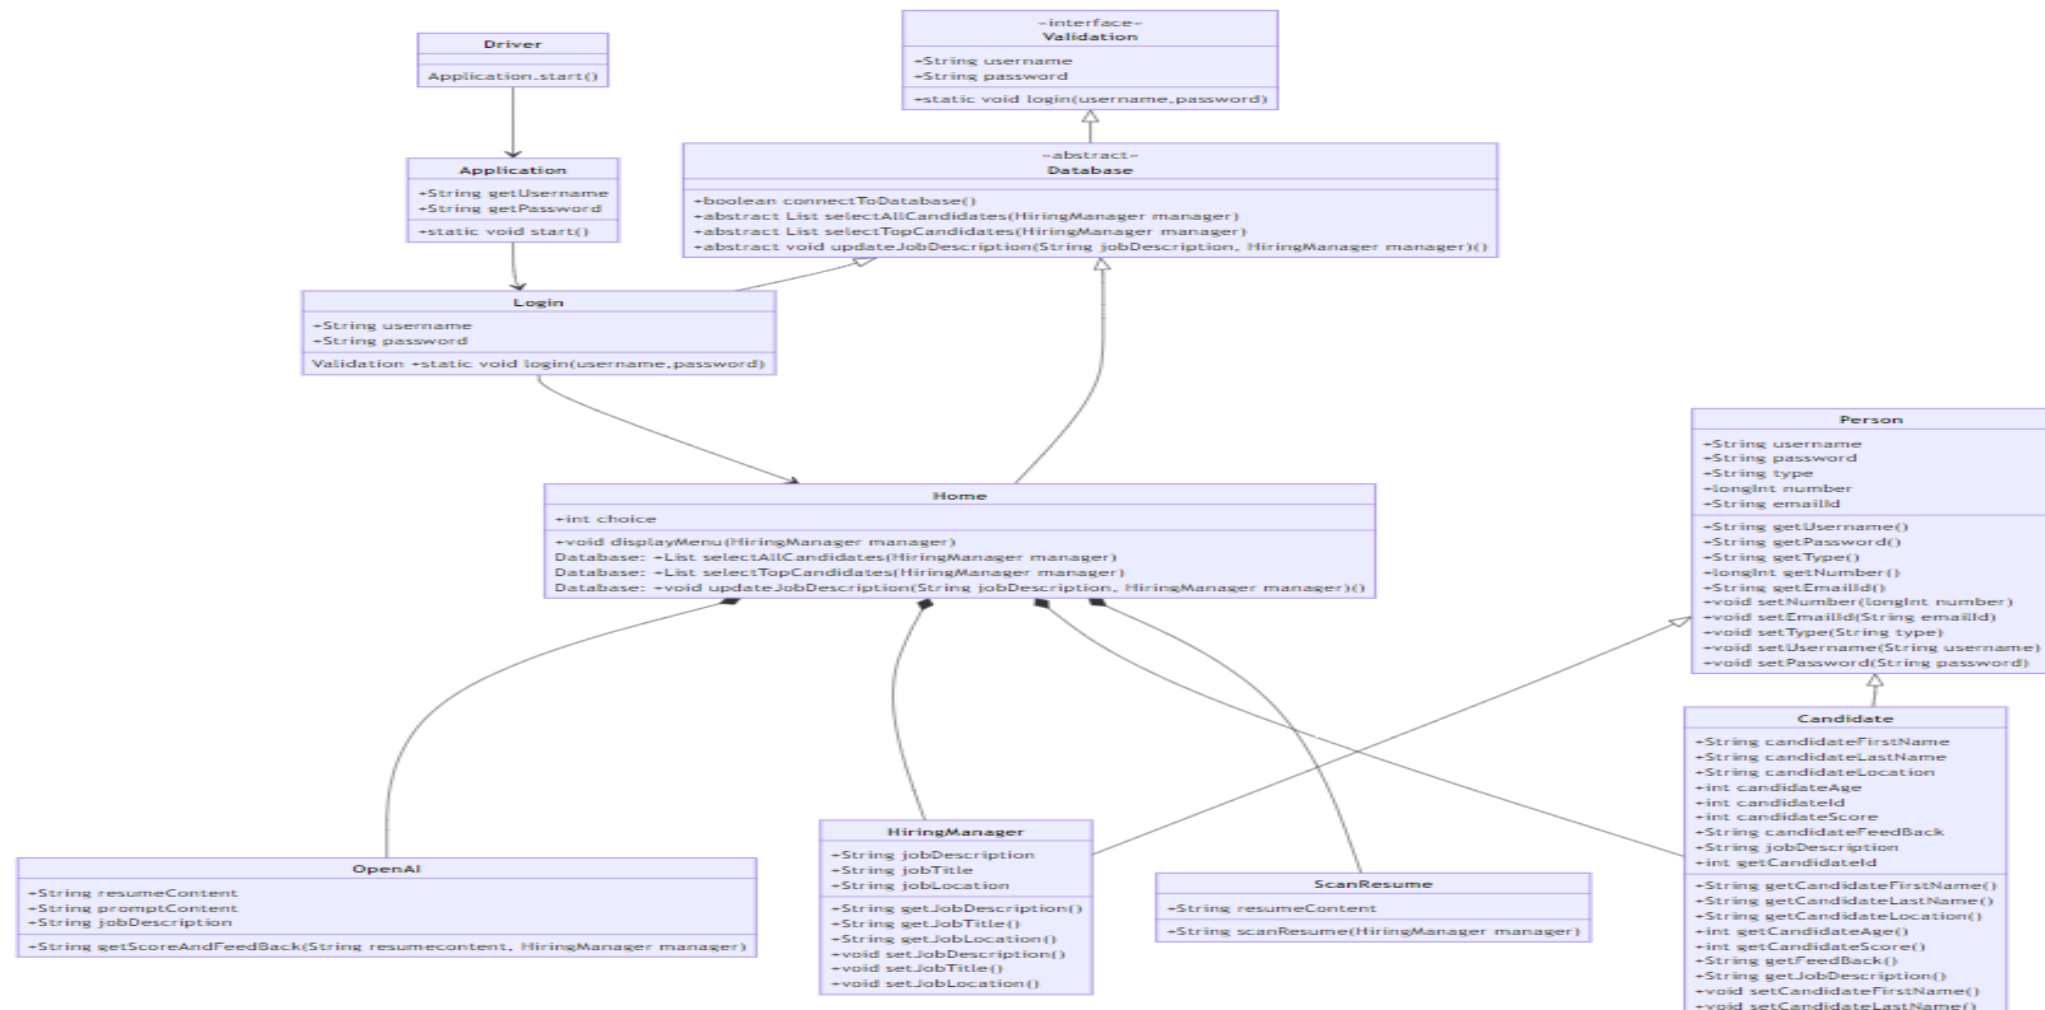 Driver
Application.start()
~interface~
Validation
+String username
+String password
+static void login(username,password)
Application
+String getUsername
+String getPassword
+static void start()
~abstract~
Database
+boolean connectToDatabase()
+abstract List selectAllCandidates(HiringManager manager)
+abstract List selectTopCandidates(HiringManager manager)
+abstract void updateJobDescription(String jobDescription, HiringManager manager)()
Login
+String username
+String password
Validation +static void login(username,password)
Home
+int choice
+void displayMenu(HiringManager manager)
Database: +List selectAllCandidates(HiringManager manager)
Database: +List selectTopCandidates(HiringManager manager)
Database: +void updateJobDescription(String jobDescription, HiringManager manager)()
Person
+String username
+String password
+String type
+longInt number
+String emailId
+String getUsername()
+String getPassword()
+String getType()
+longInt getNumber()
+String getEmailId()
+void setNumber(longInt number)
+void setEmailId(String emailId)
+void setType(String type)
+void setUsername(String username)
+void setPassword(String password)
OpenAI
+String resumeContent
+String promptContent
+String jobDescription
+String getScoreAndFeedBack(String resumecontent, HiringManager manager)
HiringManager
+String jobDescription
+String jobTitle
+String jobLocation
+String getJobDescription()
+String getJobTitle()
+String getJobLocation()
+void setJobDescription()
+void setJobTitle()
+void setJobLocation()
ScanResume
+String resumeContent
+String scanResume(HiringManager manager)
Candidate
+String candidateFirstName
+String candidateLastName
+String candidateLocation
+int candidateAge
+int candidateId
+int candidateScore
+String candidateFeedBack
+String jobDescription
+int getCandidateId
+String getCandidateFirstName()
+String getCandidateLastName()
+String getCandidateLocation()
+int getCandidateAge()
+int getCandidateScore()
+String getFeedBack()
+String getJobDescription()
+void setCandidateFirstName()
+void setCandidateLastName()